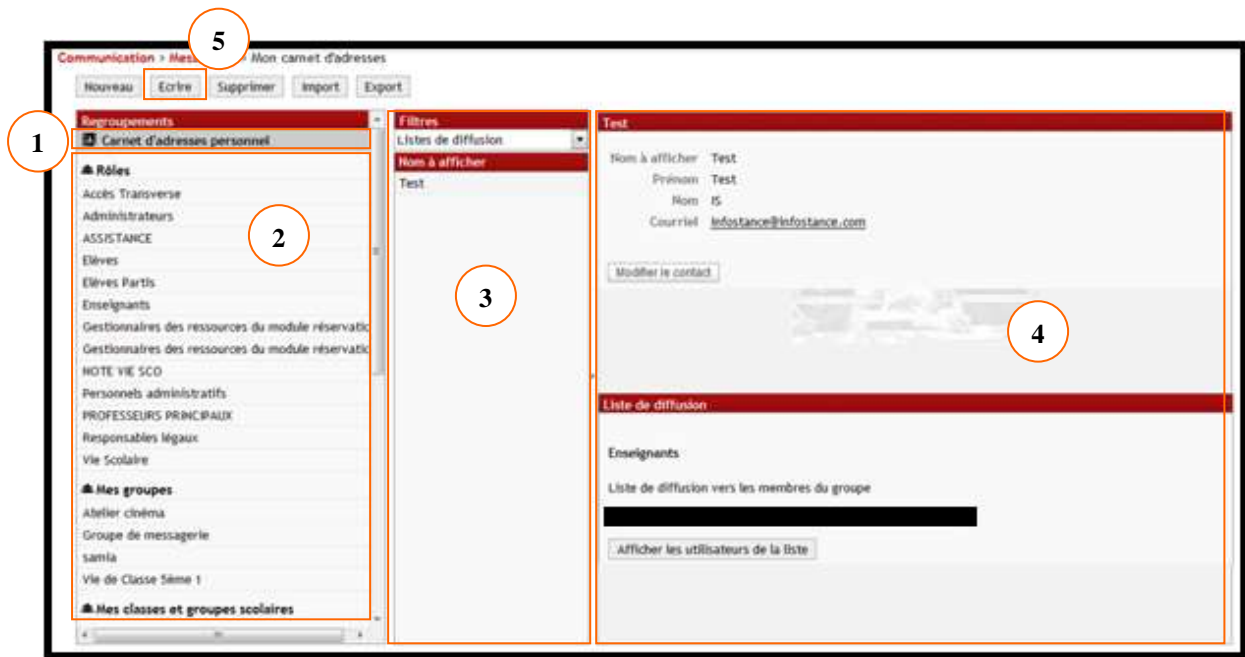 5
Communication > Mes > Mon carnet d'adresses
Nouveau Ecrire Supprimer Import Export
1
Regroupements
Carnet d'adresses personnel
2
Rôles
Accès Transverse
Administrateurs
ASSISTANCE
Elèves
Elèves Partis
Enseignants
Gestionnaires des ressources du module réservatio
Gestionnaires des ressources du module réservatio
NOTE VIE SCO
Personnels administratifs
PROFESSEURS PRINCIPAUX
Responsables légaux
Vie Scolaire
Mes groupes
Atelier cinéma
Groupe de messagerie
samia
Vie de Classe 5ème 1
Mes classes et groupes scolaires
Filtres
Listes de diffusion
Nom à afficher
Test
3
Test
Nom à afficher Test
Prénom Test
Nom IS
Courriel infostance@infostance.com
Modifier le contact
4
Liste de diffusion
Enseignants
Liste de diffusion vers les membres du groupe
Afficher les utilisateurs de la liste